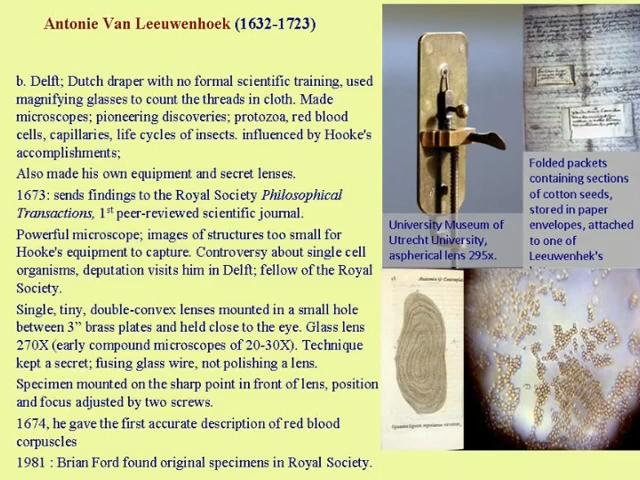 Antonie Van Leeuwenhoek (1632-1723)
b. Delft; Dutch draper with no formal scientific training, used
magnifying glasses to count the threads in cloth. Made
microscopes; pioneering discoveries; protozoa, red blood
cells, capillaries, life cycles of insects. influenced by Hooke's
accomplishments;
Also made his own equipment and secret lenses.
1673: sends findings to the Royal Society Philosophical
Transactions, 1st peer-reviewed scientific journal.
Powerful microscope; images of structures too small for
Hooke's equipment to capture. Controversy about single cell
organisms, deputation visits him in Delft; fellow of the Royal
Society.
Single, tiny, double-convex lenses mounted in a small hole
between 3" brass plates and held close to the eye. Glass lens
270X (early compound microscopes of 20-30X). Technique
kept a secret; fusing glass wire, not polishing a lens.
Specimen mounted on the sharp point in front of lens, position
and focus adjusted by two screws.
1674, he gave the first accurate description of red blood
corpuscles
1981 : Brian Ford found original specimens in Royal Society.
University Museum of
Utrecht University,
aspherical lens 295x.
Folded packets
containing sections
of cotton seeds,
stored in paper
envelopes, attached
to one of
Leeuwenhek's